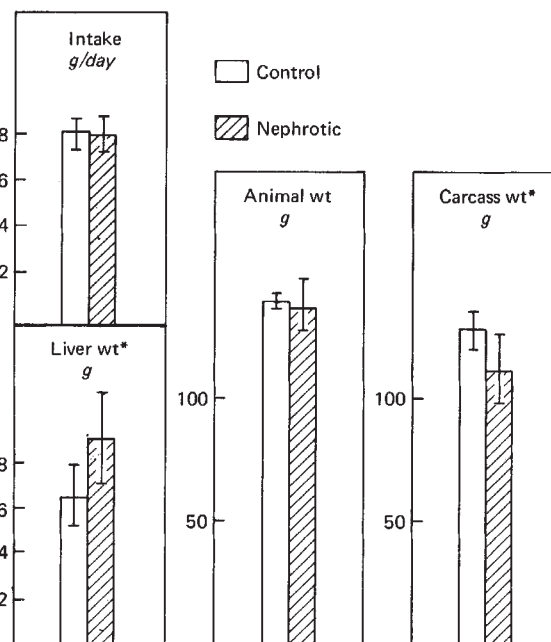 Intake
g/day
8
6
4
2
Control
Nephrotic
Liver wt*
g
8
6
4
2
Animal wt
g
100
50
Carcass wt*
g
100
50